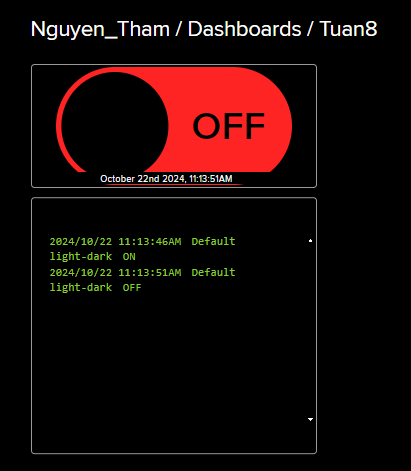 Nguyen_Tham / Dashboards / Tuan8
OFF
October 22nd 2024, 11:13:51AM
2024/10/22 11:13:46AM Default
light-dark ON
2024/10/22 11:13:51AM Default
light-dark OFF